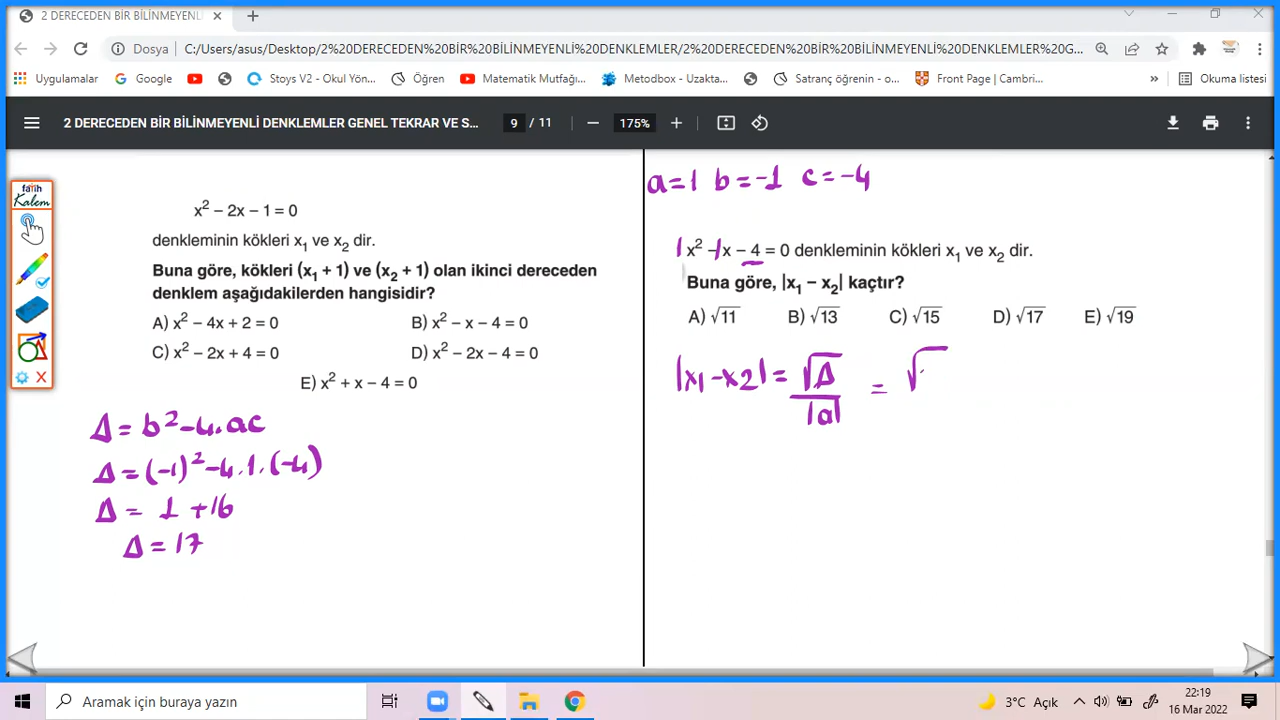 2 DERECEDEN BİR BİLİNMEYENLİ
Dosya C:/Users/asus/Desktop/2%20DERECEDEN%20BİR%20BİLİNMEYENLİ%20DENKLEMLER/2%20DERECEDEN%20BİR%20BİLİNMEYENLİ%20DENKLEMLER%20G...
Uygulamalar Google Stoys V2 - Okul Yön... Öğren Matematik Mutfağı... Metodbox - Uzakta... Satranç öğrenin - o... Front Page | Cambri... » Okuma listesi
2 DERECEDEN BİR BİLİNMEYENLİ DENKLEMLER GENEL TEKRAR VE S... 9 / 11 175%
fatih
Kalem
x² − 2x − 1 = 0
denkleminin kökleri x₁ ve x₂ dir.
Buna göre, kökleri (x₁ + 1) ve (x₂ + 1) olan ikinci dereceden
denklem aşağıdakilerden hangisidir?
A) x² − 4x + 2 = 0 B) x² − x − 4 = 0
C) x² − 2x + 4 = 0 D) x² − 2x − 4 = 0
E) x² + x − 4 = 0
Δ = b² − 4.ac
Δ = (−1)² − 4.1.(−4)
Δ = 1 + 16
Δ = 17
a = 1 b = −1 c = −4
1x² − 1x − 4 = 0 denkleminin kökleri x₁ ve x₂ dir.
Buna göre, |x₁ − x₂| kaçtır?
A) √11 B) √13 C) √15 D) √17 E) √19
|x₁ − x₂| = √Δ / |a| = √
Aramak için buraya yazın 3°C Açık 22:19
16 Mar 2022